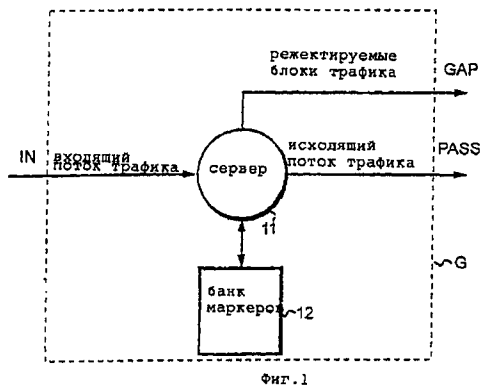 режектируемые
блоки трафика
GAP
IN
входящий
поток трафика
сервер
исходящий
поток трафика
PASS
11
G
банк
маркеров
12
Фиг.1